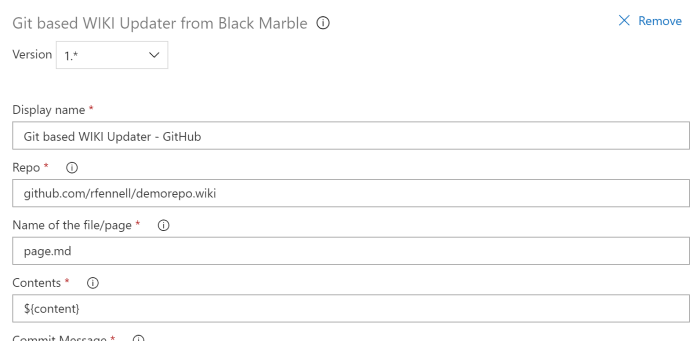 Git based WIKI Updater from Black Marble
Remove
Version 1.*
Display name *
Git based WIKI Updater - GitHub
Repo *
github.com/rfennell/demorepo.wiki
Name of the file/page *
page.md
Contents *
${content}
Commit Message *